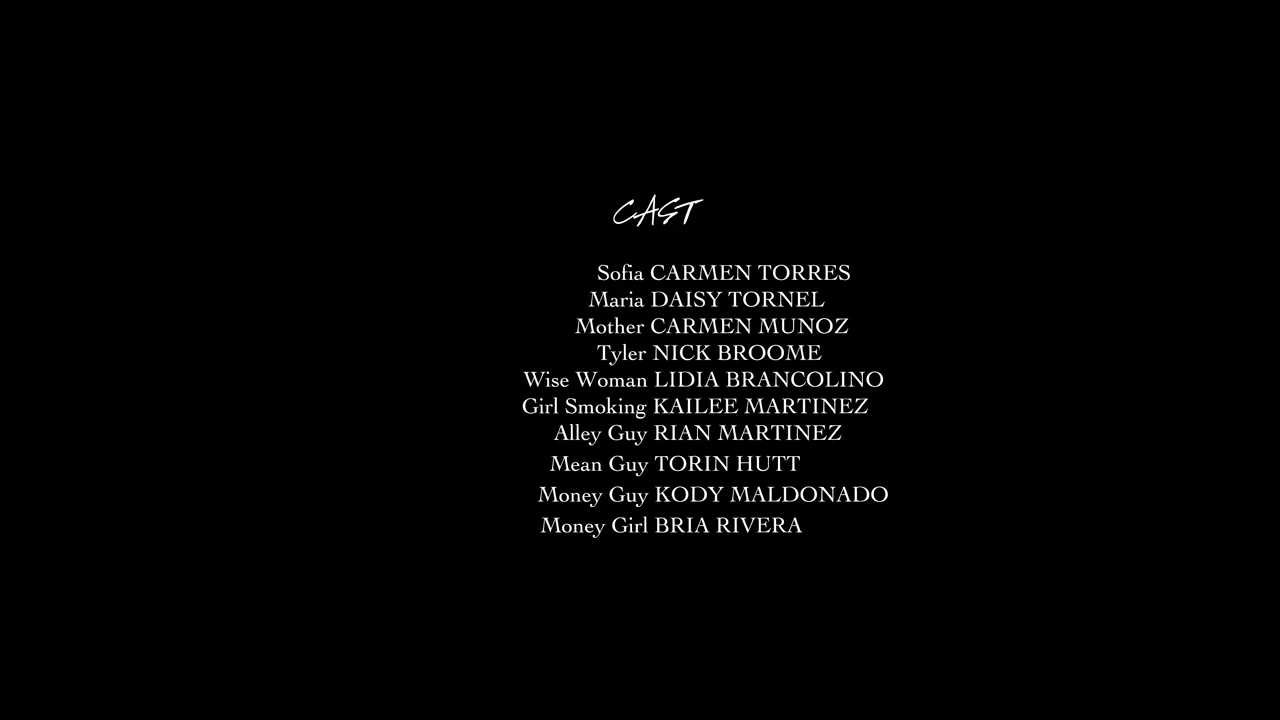 CAST
Sofia CARMEN TORRES
Maria DAISY TORNEL
Mother CARMEN MUNOZ
Tyler NICK BROOME
Wise Woman LIDIA BRANCOLINO
Girl Smoking KAILEE MARTINEZ
Alley Guy RIAN MARTINEZ
Mean Guy TORIN HUTT
Money Guy KODY MALDONADO
Money Girl BRIA RIVERA